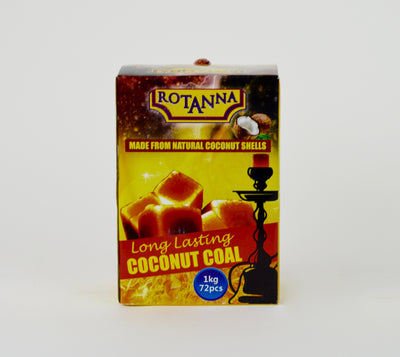 ROTANNA
MADE FROM NATURAL COCONUT SHELLS
Long Lasting
COCONUT COAL
1kg
72pcs